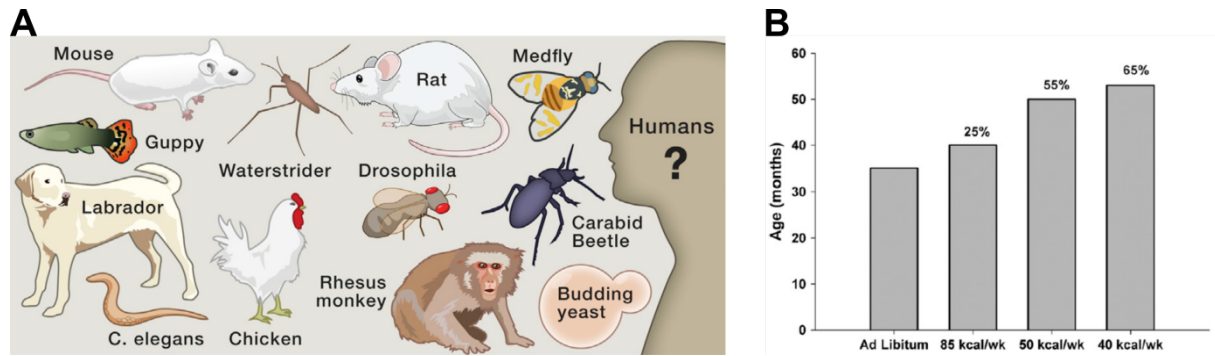 A
Mouse
Rat
Medfly
Humans
?
Guppy
Waterstrider
Drosophila
Labrador
Carabid
Beetle
Rhesus
monkey
Budding
yeast
C. elegans
Chicken
B
60
50
40
30
20
10
0
Age (months)
25%
55%
65%
Ad Libitum
85 kcal/wk
50 kcal/wk
40 kcal/wk